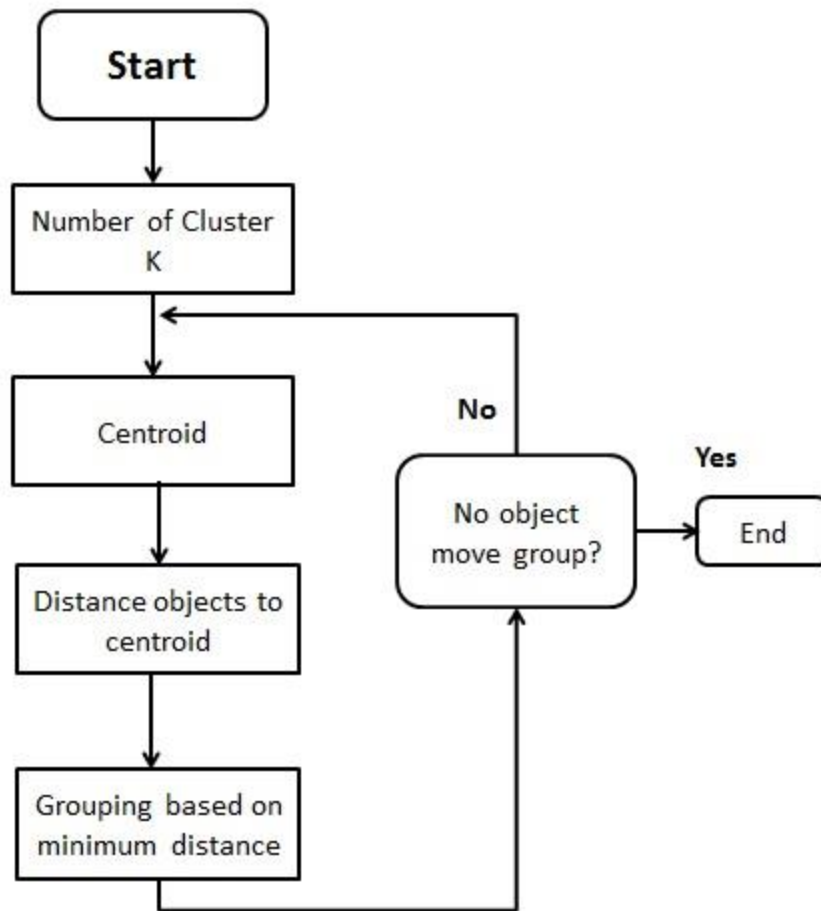 Start
Number of Cluster
K
Centroid
Distance objects to
centroid
Grouping based on
minimum distance
No
No object
move group?
Yes
End